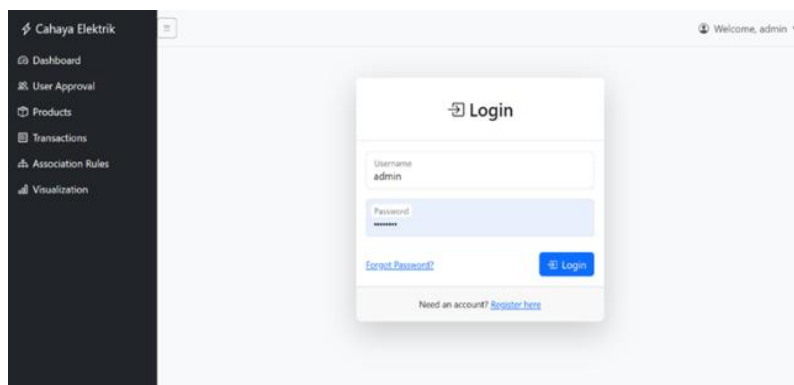 Cahaya Elektrik
Welcome, admin
Dashboard
User Approval
Products
Transactions
Association Rules
Visualization
Login
Username
admin
Password
••••••••
Forgot Password?
Login
Need an account? Register here